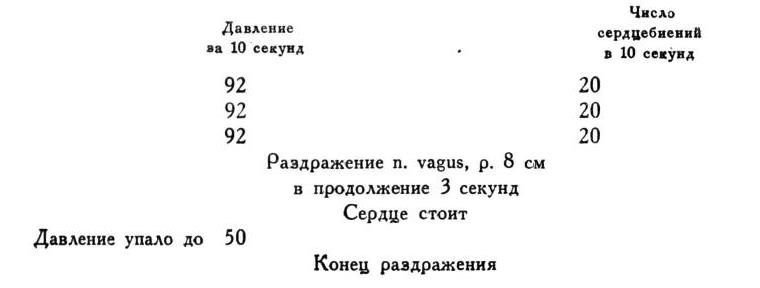 Давление
за 10 секунд
Число
сердцебиений
в 10 секунд
92 20
92 20
92 20
Раздражение n. vagus, p. 8 см
в продолжение 3 секунд
Сердце стоит
Давление упало до 50
Конец раздражения